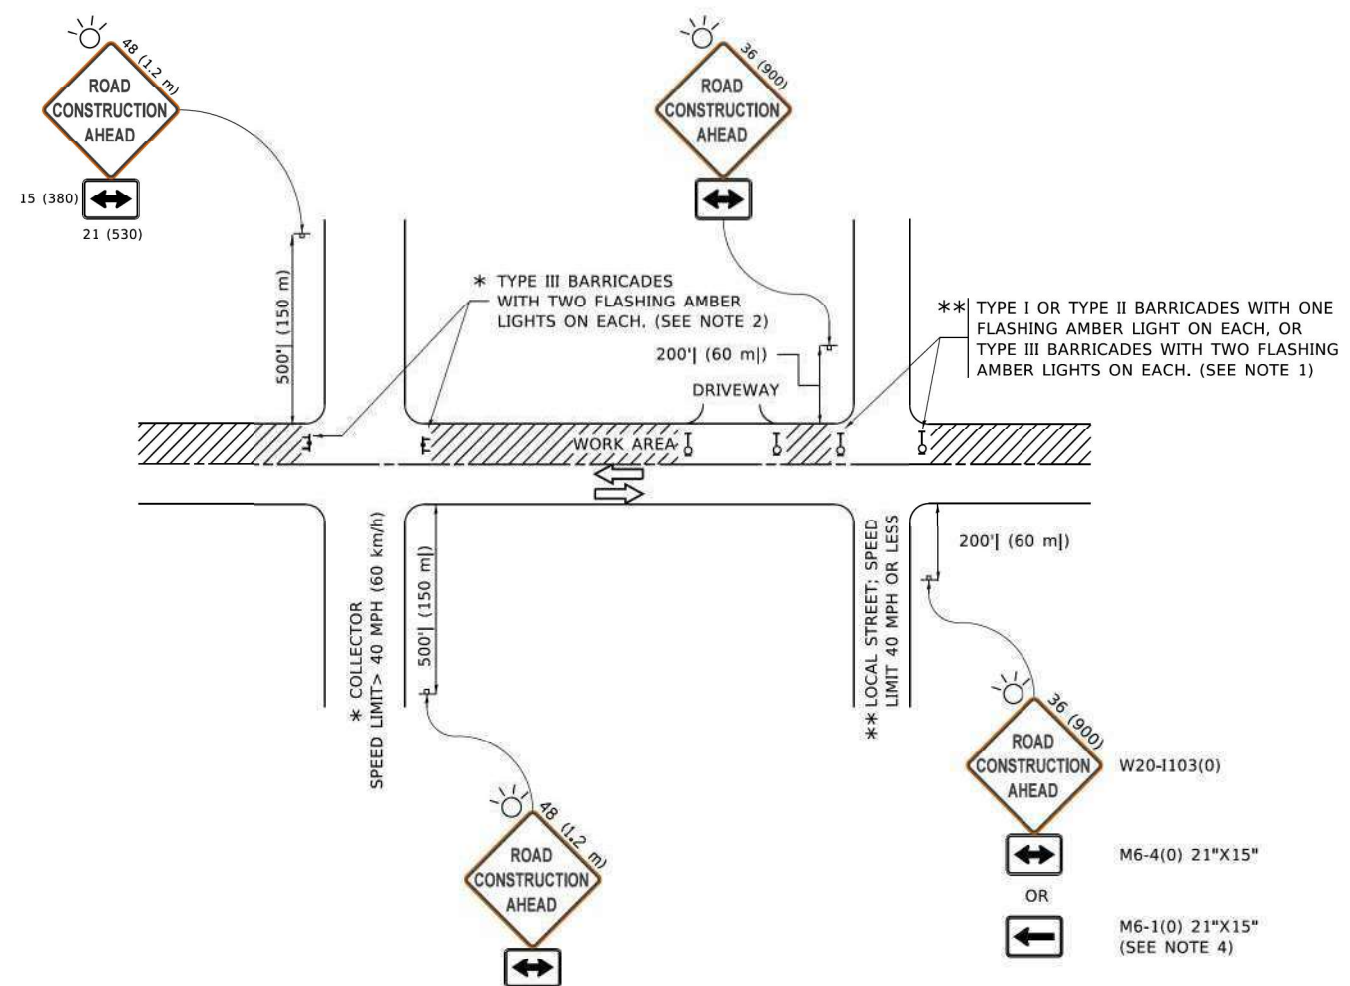 48 (1.2 m)
ROAD
CONSTRUCTION
AHEAD
15 (380)
21 (530)
36 (900)
ROAD
CONSTRUCTION
AHEAD
500'| (150 m)
* TYPE III BARRICADES
WITH TWO FLASHING AMBER
LIGHTS ON EACH. (SEE NOTE 2)
200'| (60 m|)
DRIVEWAY
** TYPE I OR TYPE II BARRICADES WITH ONE
FLASHING AMBER LIGHT ON EACH, OR
TYPE III BARRICADES WITH TWO FLASHING
AMBER LIGHTS ON EACH. (SEE NOTE 1)
WORK AREA
* COLLECTOR
SPEED LIMIT> 40 MPH (60 km/h)
500'| (150 m|)
** LOCAL STREET; SPEED
LIMIT 40 MPH OR LESS
200'| (60 m|)
48 (1.2 m)
ROAD
CONSTRUCTION
AHEAD
36 (900)
ROAD
CONSTRUCTION
AHEAD
W20-I103(0)
M6-4(0) 21"X15"
OR
M6-1(0) 21"X15"
(SEE NOTE 4)